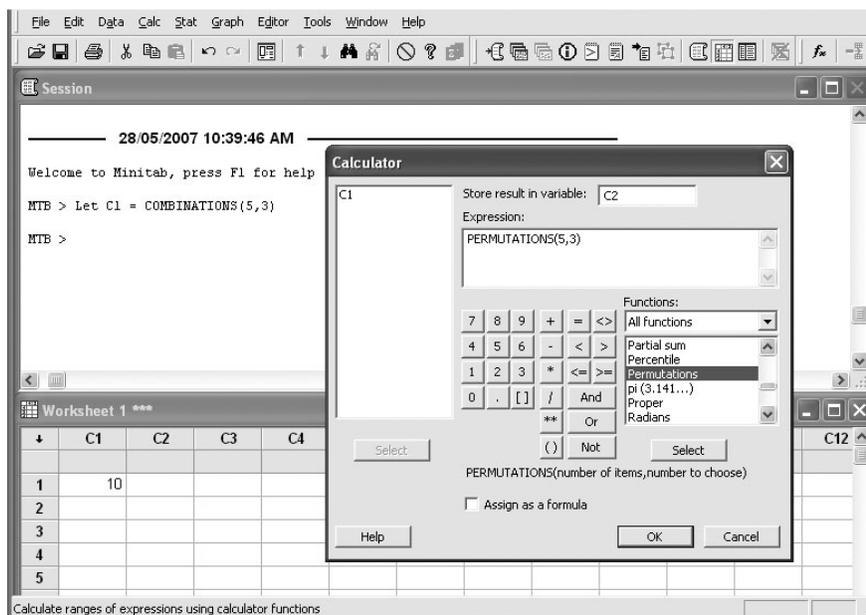 File Edit Data Calc Stat Graph Editor Tools Window Help
Session
28/05/2007 10:39:46 AM
Welcome to Minitab, press F1 for help
MTB > Let C1 = COMBINATIONS(5,3)
MTB >
Calculator
C1
Store result in variable: C2
Expression:
PERMUTATIONS(5,3)
Functions:
7 8 9 + = <> All functions
4 5 6 - < > Partial sum
Percentile
1 2 3 * <= >= Permutations
pi (3.141...)
0 . [ ] / And Proper
** Or Radians
Select ( ) Not Select
PERMUTATIONS(number of items,number to choose)
Assign as a formula
Help OK Cancel
Worksheet 1 ***
C1 C2 C3 C4 C12
1 10
2
3
4
5
Calculate ranges of expressions using calculator functions